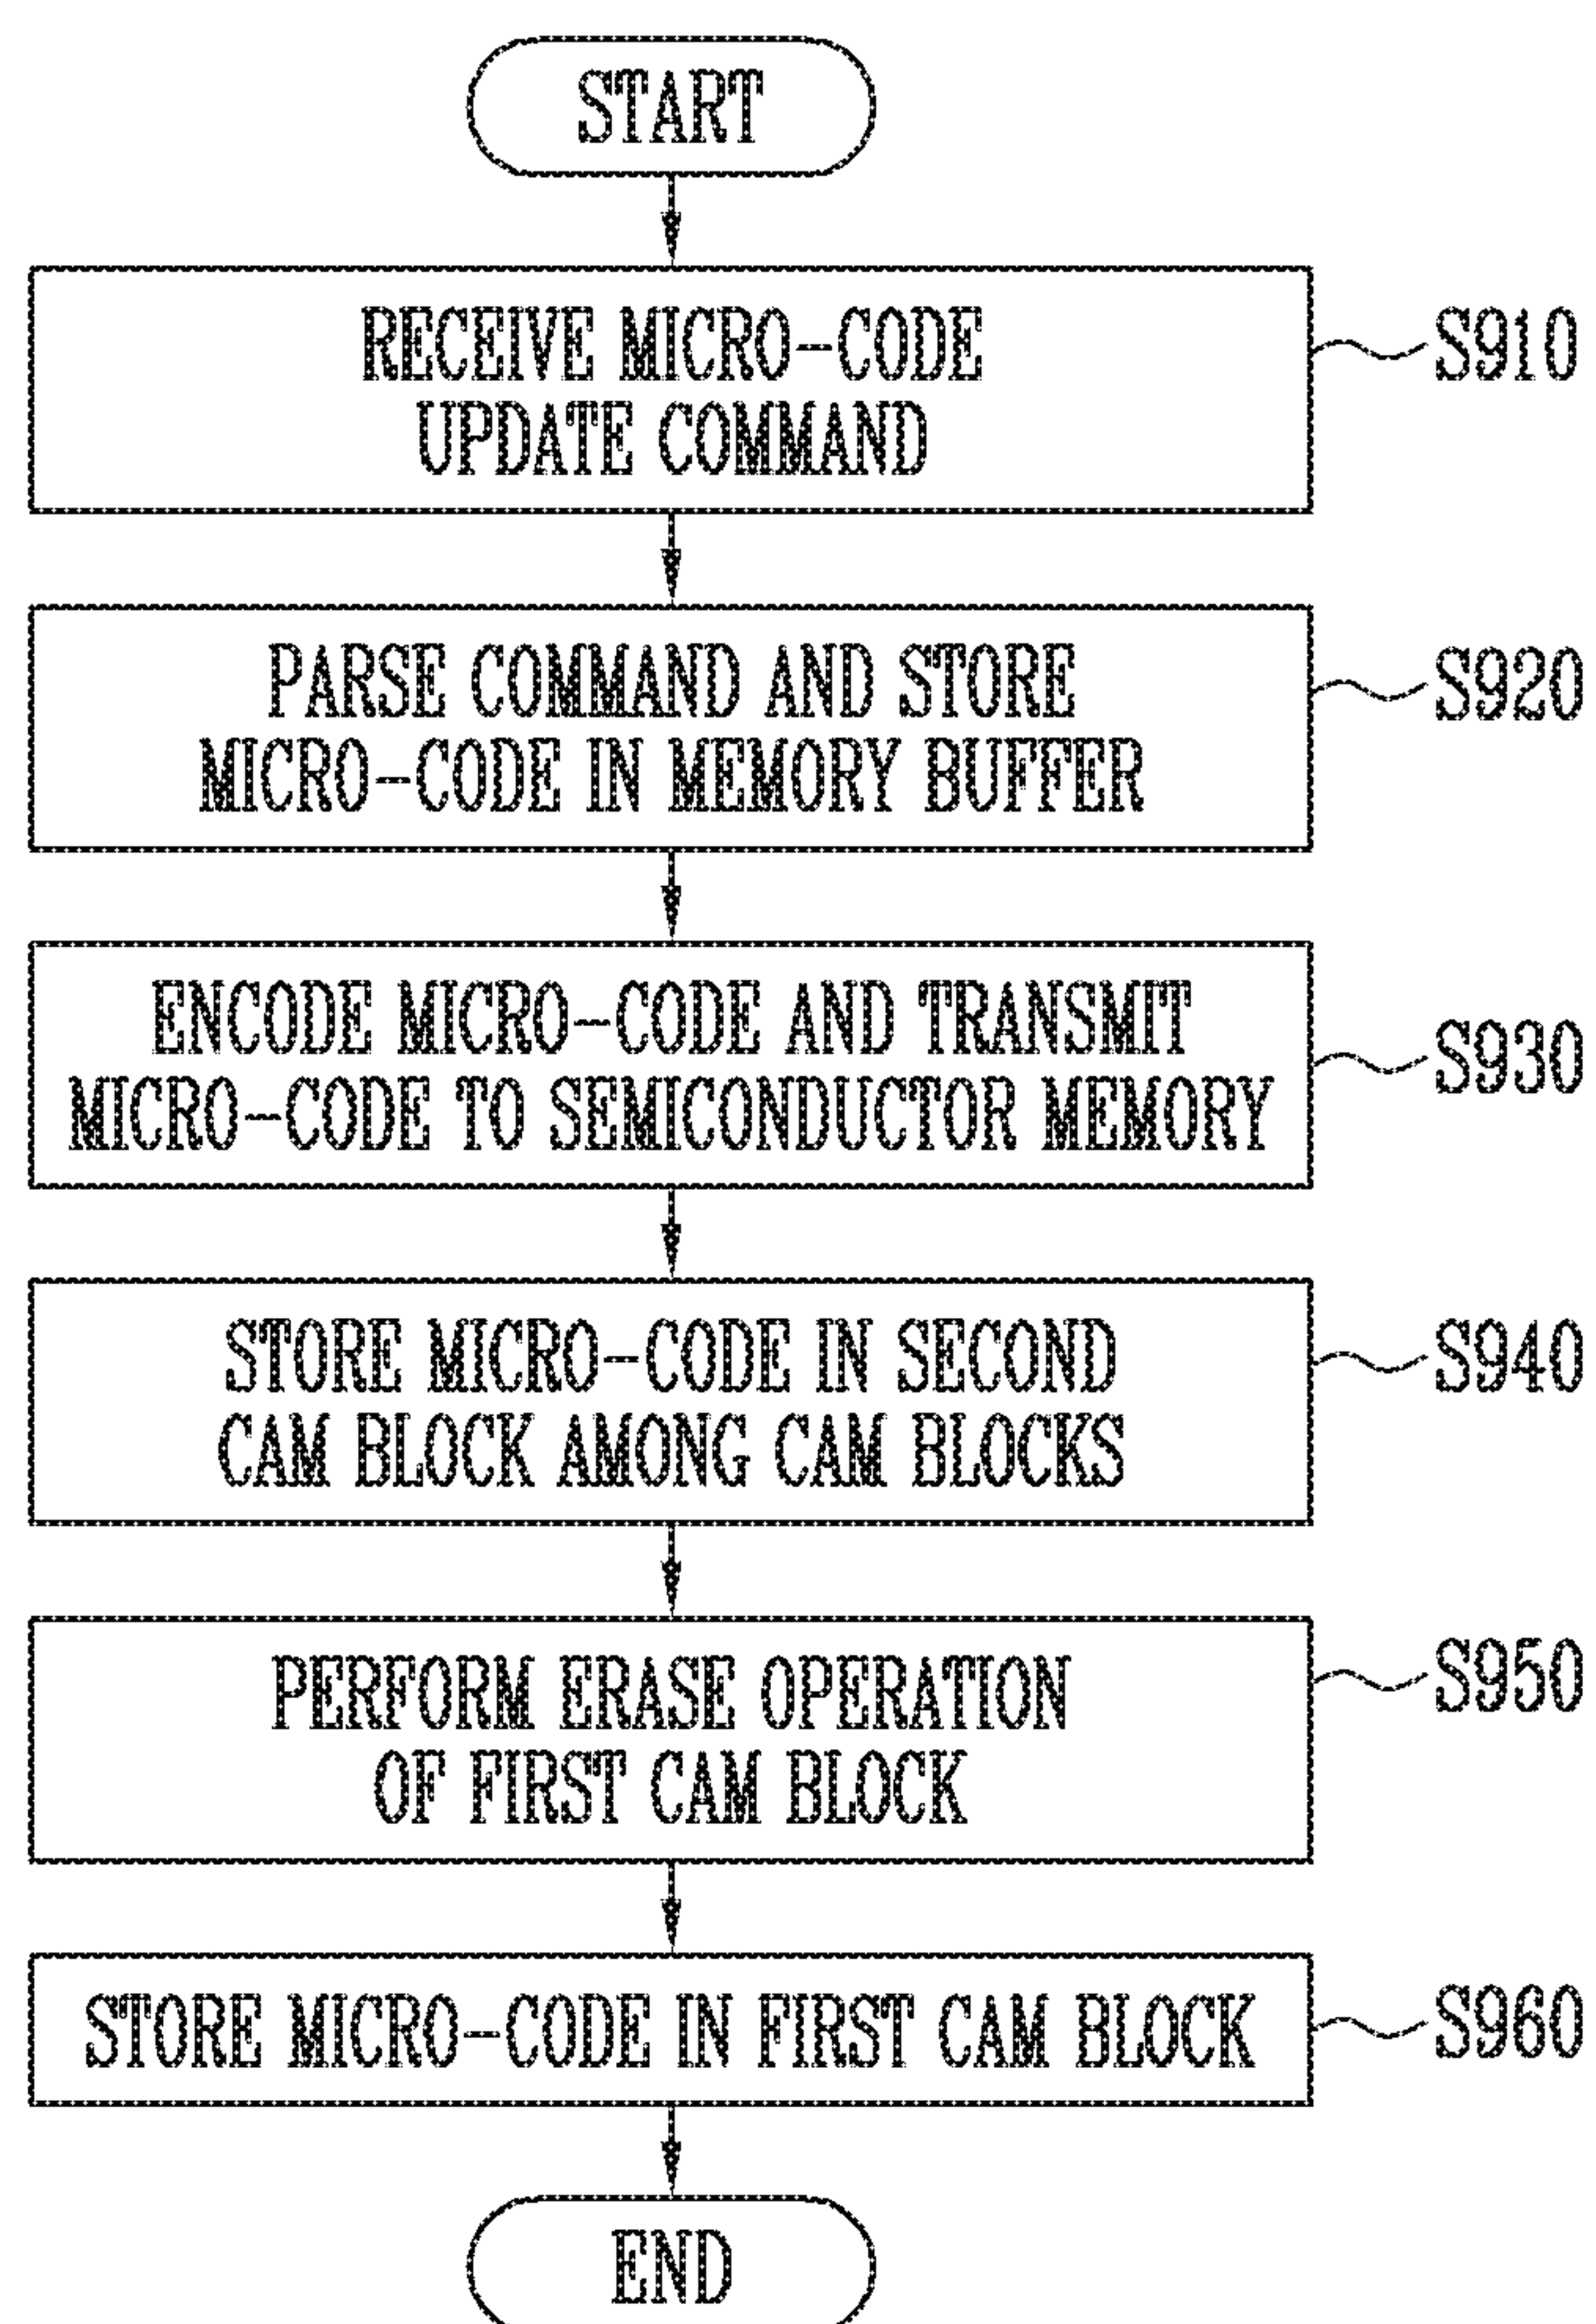 START
RECEIVE MICRO-CODE
UPDATE COMMAND
S910
PARSE COMMAND AND STORE
MICRO-CODE IN MEMORY BUFFER
S920
ENCODE MICRO-CODE AND TRANSMIT
MICRO-CODE TO SEMICONDUCTOR MEMORY
S930
STORE MICRO-CODE IN SECOND
CAM BLOCK AMONG CAM BLOCKS
S940
PERFORM ERASE OPERATION
OF FIRST CAM BLOCK
S950
STORE MICRO-CODE IN FIRST CAM BLOCK
S960
END